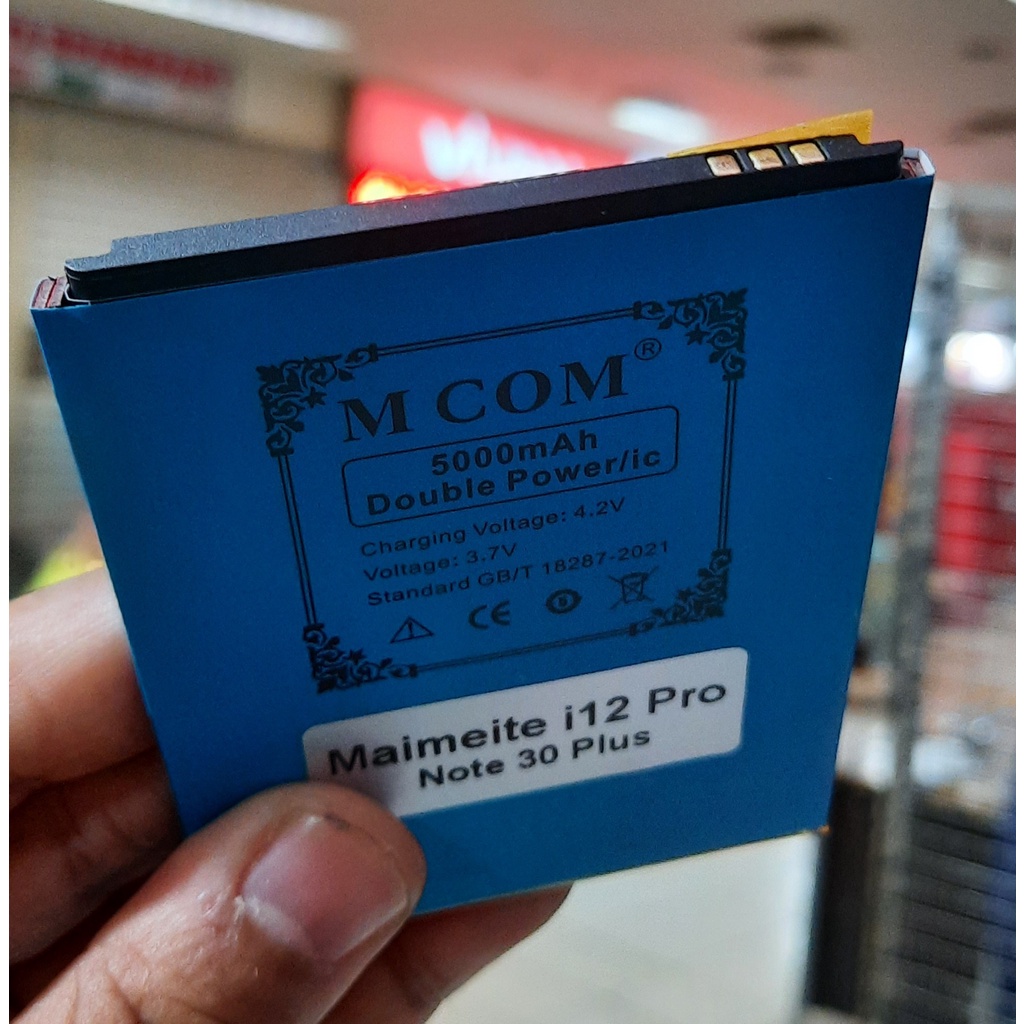 M COM®
5000mAh
Double Power/ic
Charging Voltage: 4.2V
Voltage: 3.7V
Standard GB/T 18287-2021
CE
Maimeite i12 Pro
Note 30 Plus